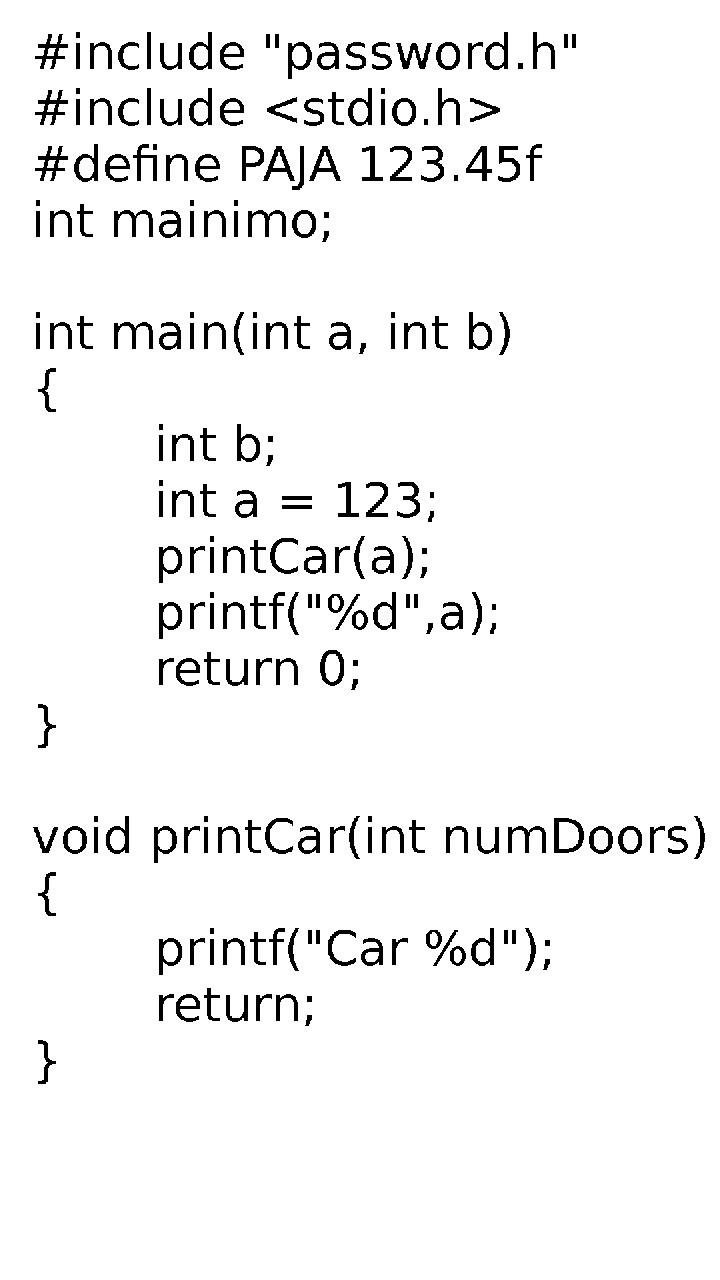 #include "password.h"
#include <stdio.h>
#define PAJA 123.45f
int mainimo;

int main(int a, int b)
{
	int b;
	int a = 123;
	printCar(a);
	printf("%d",a);
	return 0;
}

void printCar(int numDoors)
{
	printf("Car %d");
	return;
}